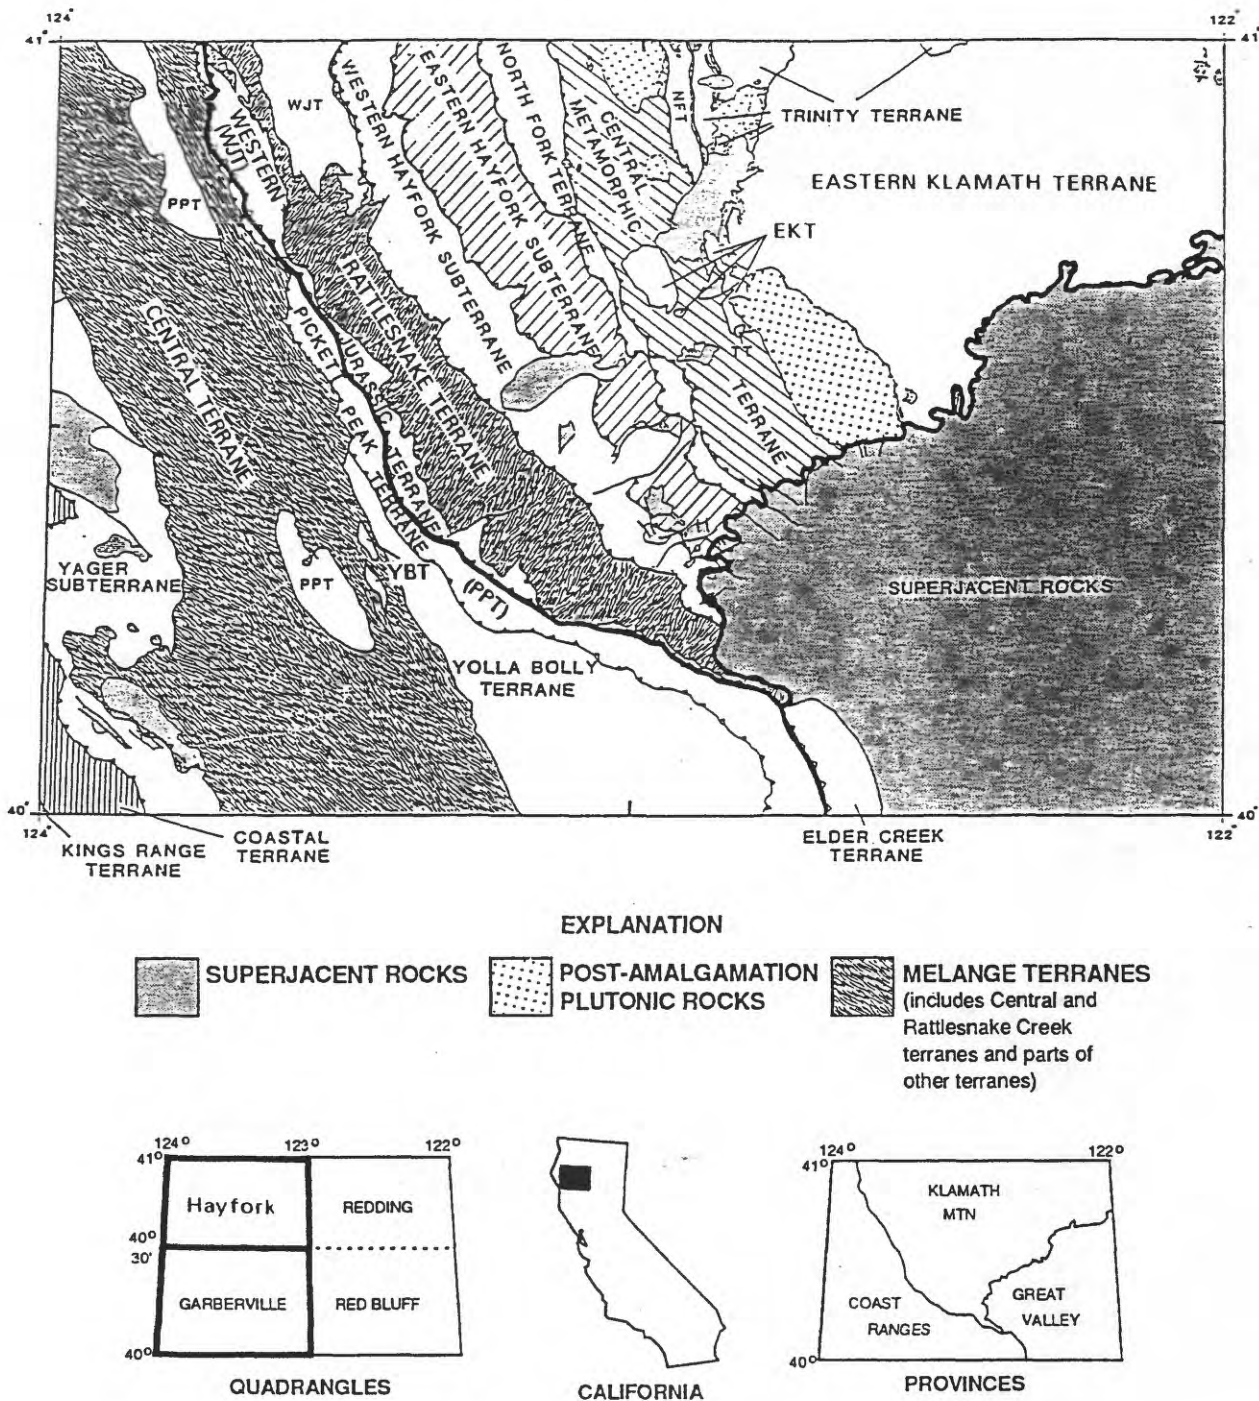 124°
122°
41°
41°
WESTERN
(WJT)
WJT
WESTERN HAYFORK SUBTERRANE
EASTERN HAYFORK SUBTERRANE
NORTH FORK TERRANE
CENTRAL
METAMORPHIC
NFT
TRINITY TERRANE
EASTERN KLAMATH TERRANE
PPT
EKT
RATTLESNAKE TERRANE
CENTRAL TERRANE
PICKET PEAK TERRANE
JURASSIC TERRANE
TERRANE
YAGER
SUBTERRANE
PPT
YBT
(PPT)
SUPERJACENT ROCKS
YOLLA BOLLY
TERRANE
40°
40°
124°
122°
KINGS RANGE
TERRANE
COASTAL
TERRANE
ELDER CREEK
TERRANE
EXPLANATION
SUPERJACENT ROCKS
POST-AMALGAMATION
PLUTONIC ROCKS
MELANGE TERRANES
(includes Central and
Rattlesnake Creek
terranes and parts of
other terranes)
124° 123° 122°
41°
Hayfork
REDDING
40°
30'
GARBERVILLE
RED BLUFF
40°
QUADRANGLES
CALIFORNIA
124°
122°
41°
KLAMATH
MTN
COAST
RANGES
GREAT
VALLEY
40°
PROVINCES